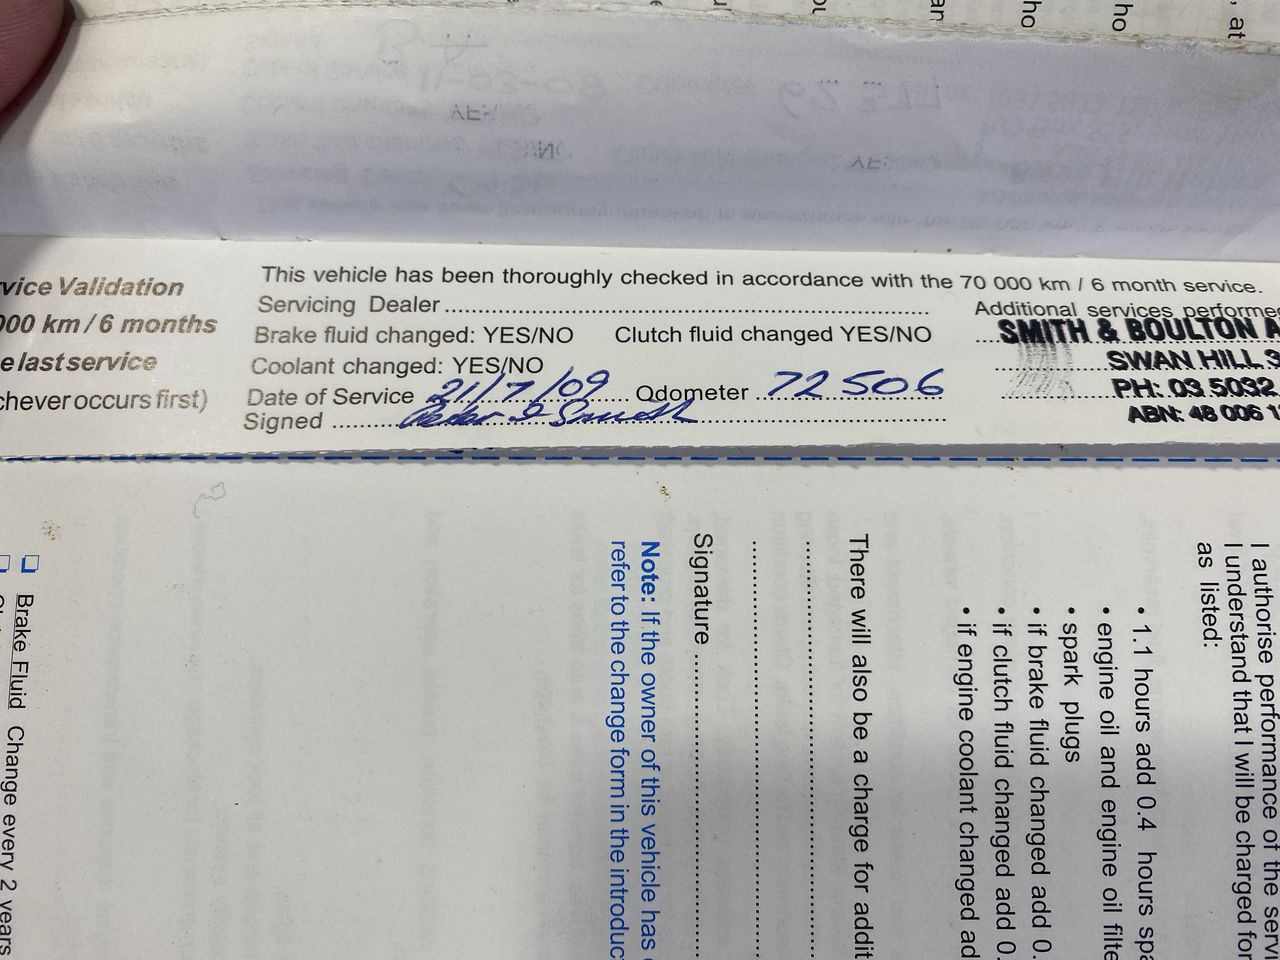 vice Validation
000 km / 6 months
e last service
chever occurs first)
This vehicle has been thoroughly checked in accordance with the 70 000 km / 6 month service.
Servicing Dealer
Brake fluid changed: YES/NO Clutch fluid changed YES/NO
Coolant changed: YES/NO
Date of Service 21/7/09 Odometer 72506
Signed
Additional services performe
SMITH & BOULTON A
SWAN HILL 3
PH: 03 5032
ABN: 48 006 1
I authorise performance of the servi
I understand that I will be charged for
as listed:
• 1.1 hours add 0.4 hours spa
• engine oil and engine oil filte
• spark plugs
• if brake fluid changed add 0.
• if clutch fluid changed add 0.
• if engine coolant changed ad
There will also be a charge for addit
Signature
Note: If the owner of this vehicle has
refer to the change form in the introduc
Brake Fluid Change every 2 years